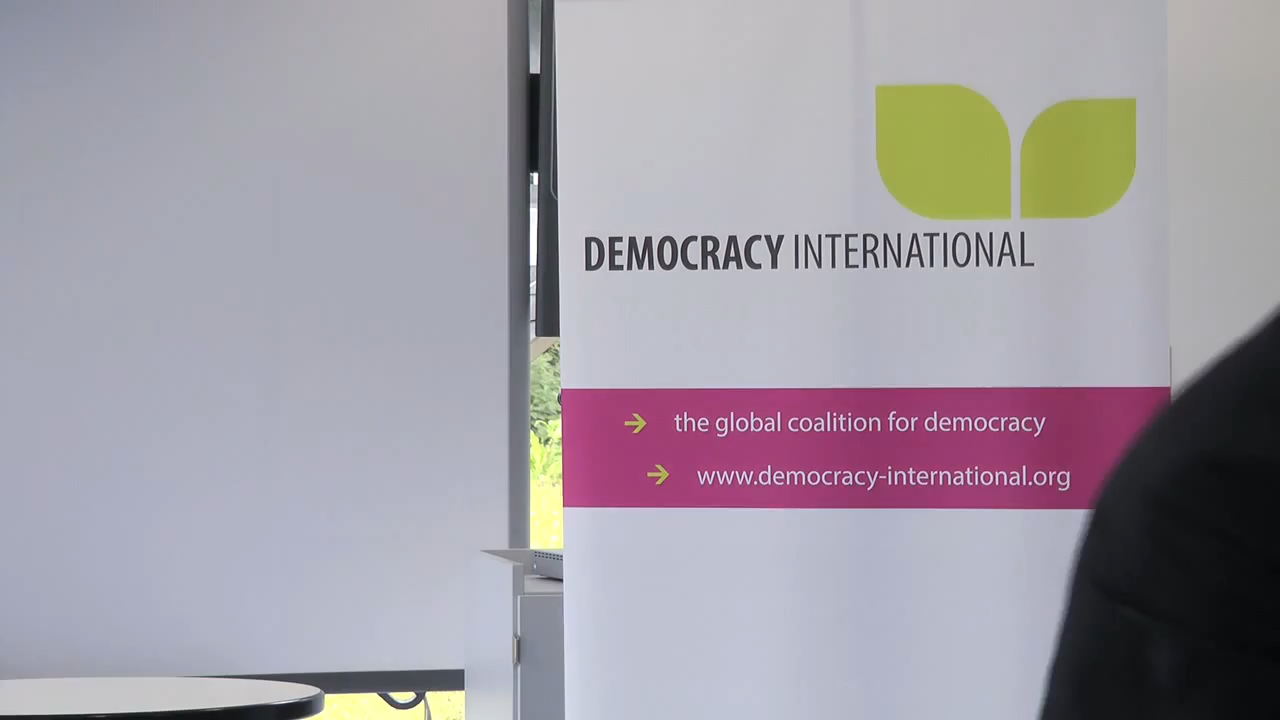 DEMOCRACY INTERNATIONAL
the global coalition for democracy
www.democracy-international.org